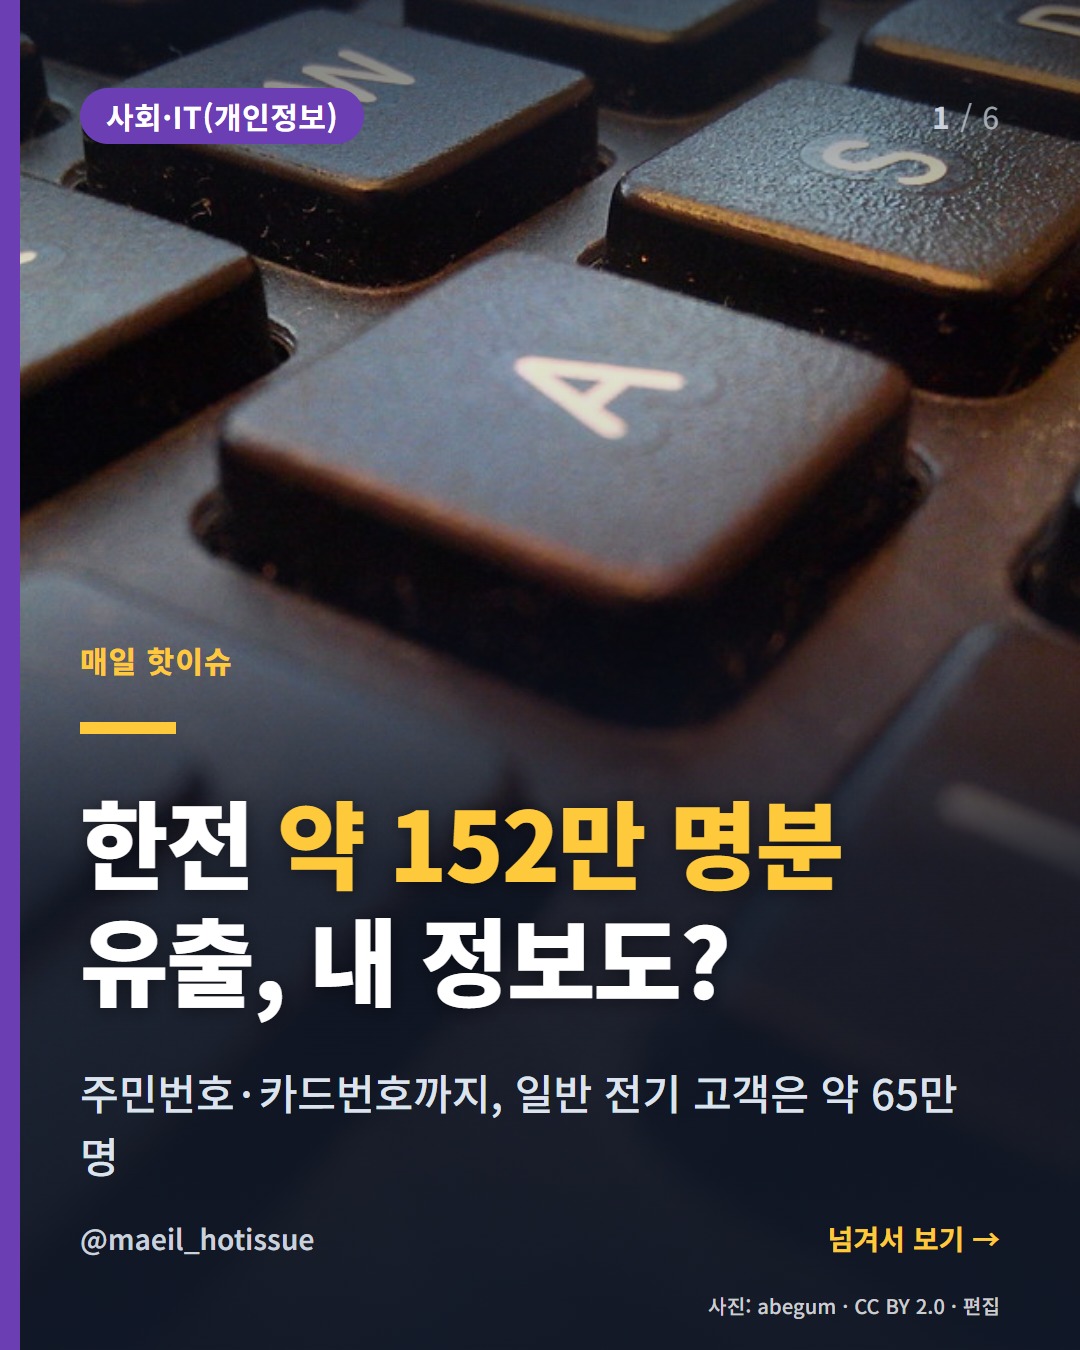 사회·IT(개인정보)
1 / 6
W
S
A
매일 핫이슈
한전 약 152만 명분
유출, 내 정보도?
주민번호·카드번호까지, 일반 전기 고객은 약 65만
명
@maeil_hotissue
넘겨서 보기 →
사진: abegum · CC BY 2.0 · 편집